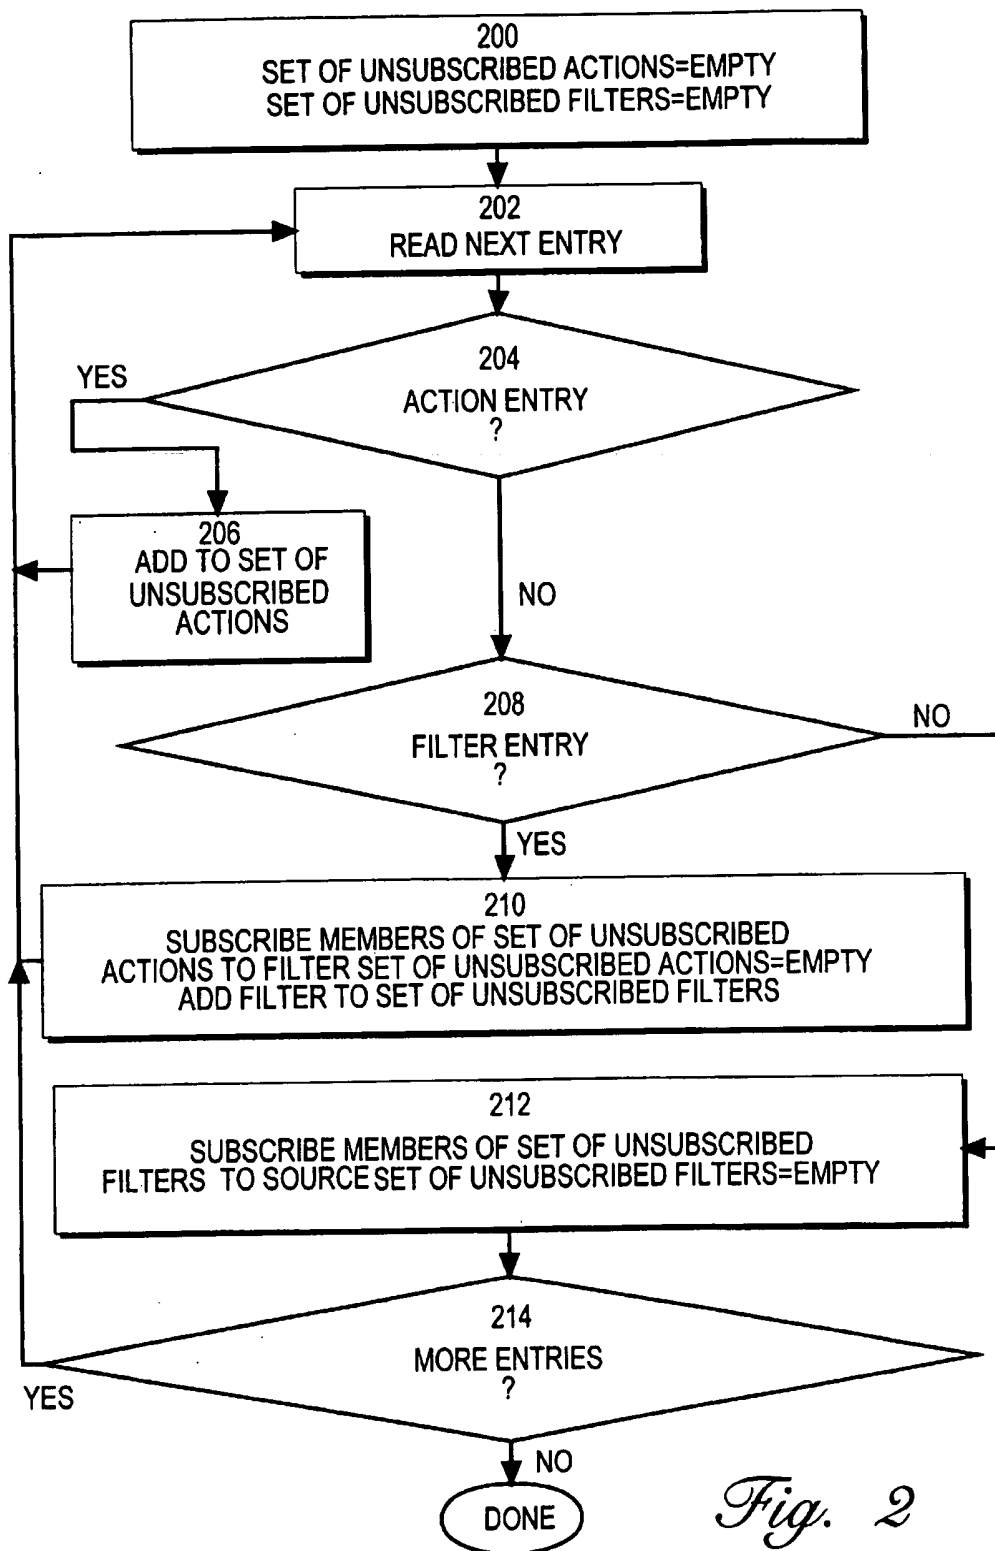 200
SET OF UNSUBSCRIBED ACTIONS=EMPTY
SET OF UNSUBSCRIBED FILTERS=EMPTY
202
READ NEXT ENTRY
204
ACTION ENTRY
?
YES
206
ADD TO SET OF
UNSUBSCRIBED
ACTIONS
NO
208
FILTER ENTRY
?
NO
YES
210
SUBSCRIBE MEMBERS OF SET OF UNSUBSCRIBED
ACTIONS TO FILTER SET OF UNSUBSCRIBED ACTIONS=EMPTY
ADD FILTER TO SET OF UNSUBSCRIBED FILTERS
212
SUBSCRIBE MEMBERS OF SET OF UNSUBSCRIBED
FILTERS TO SOURCE SET OF UNSUBSCRIBED FILTERS=EMPTY
214
MORE ENTRIES
?
YES
NO
DONE
Fig. 2